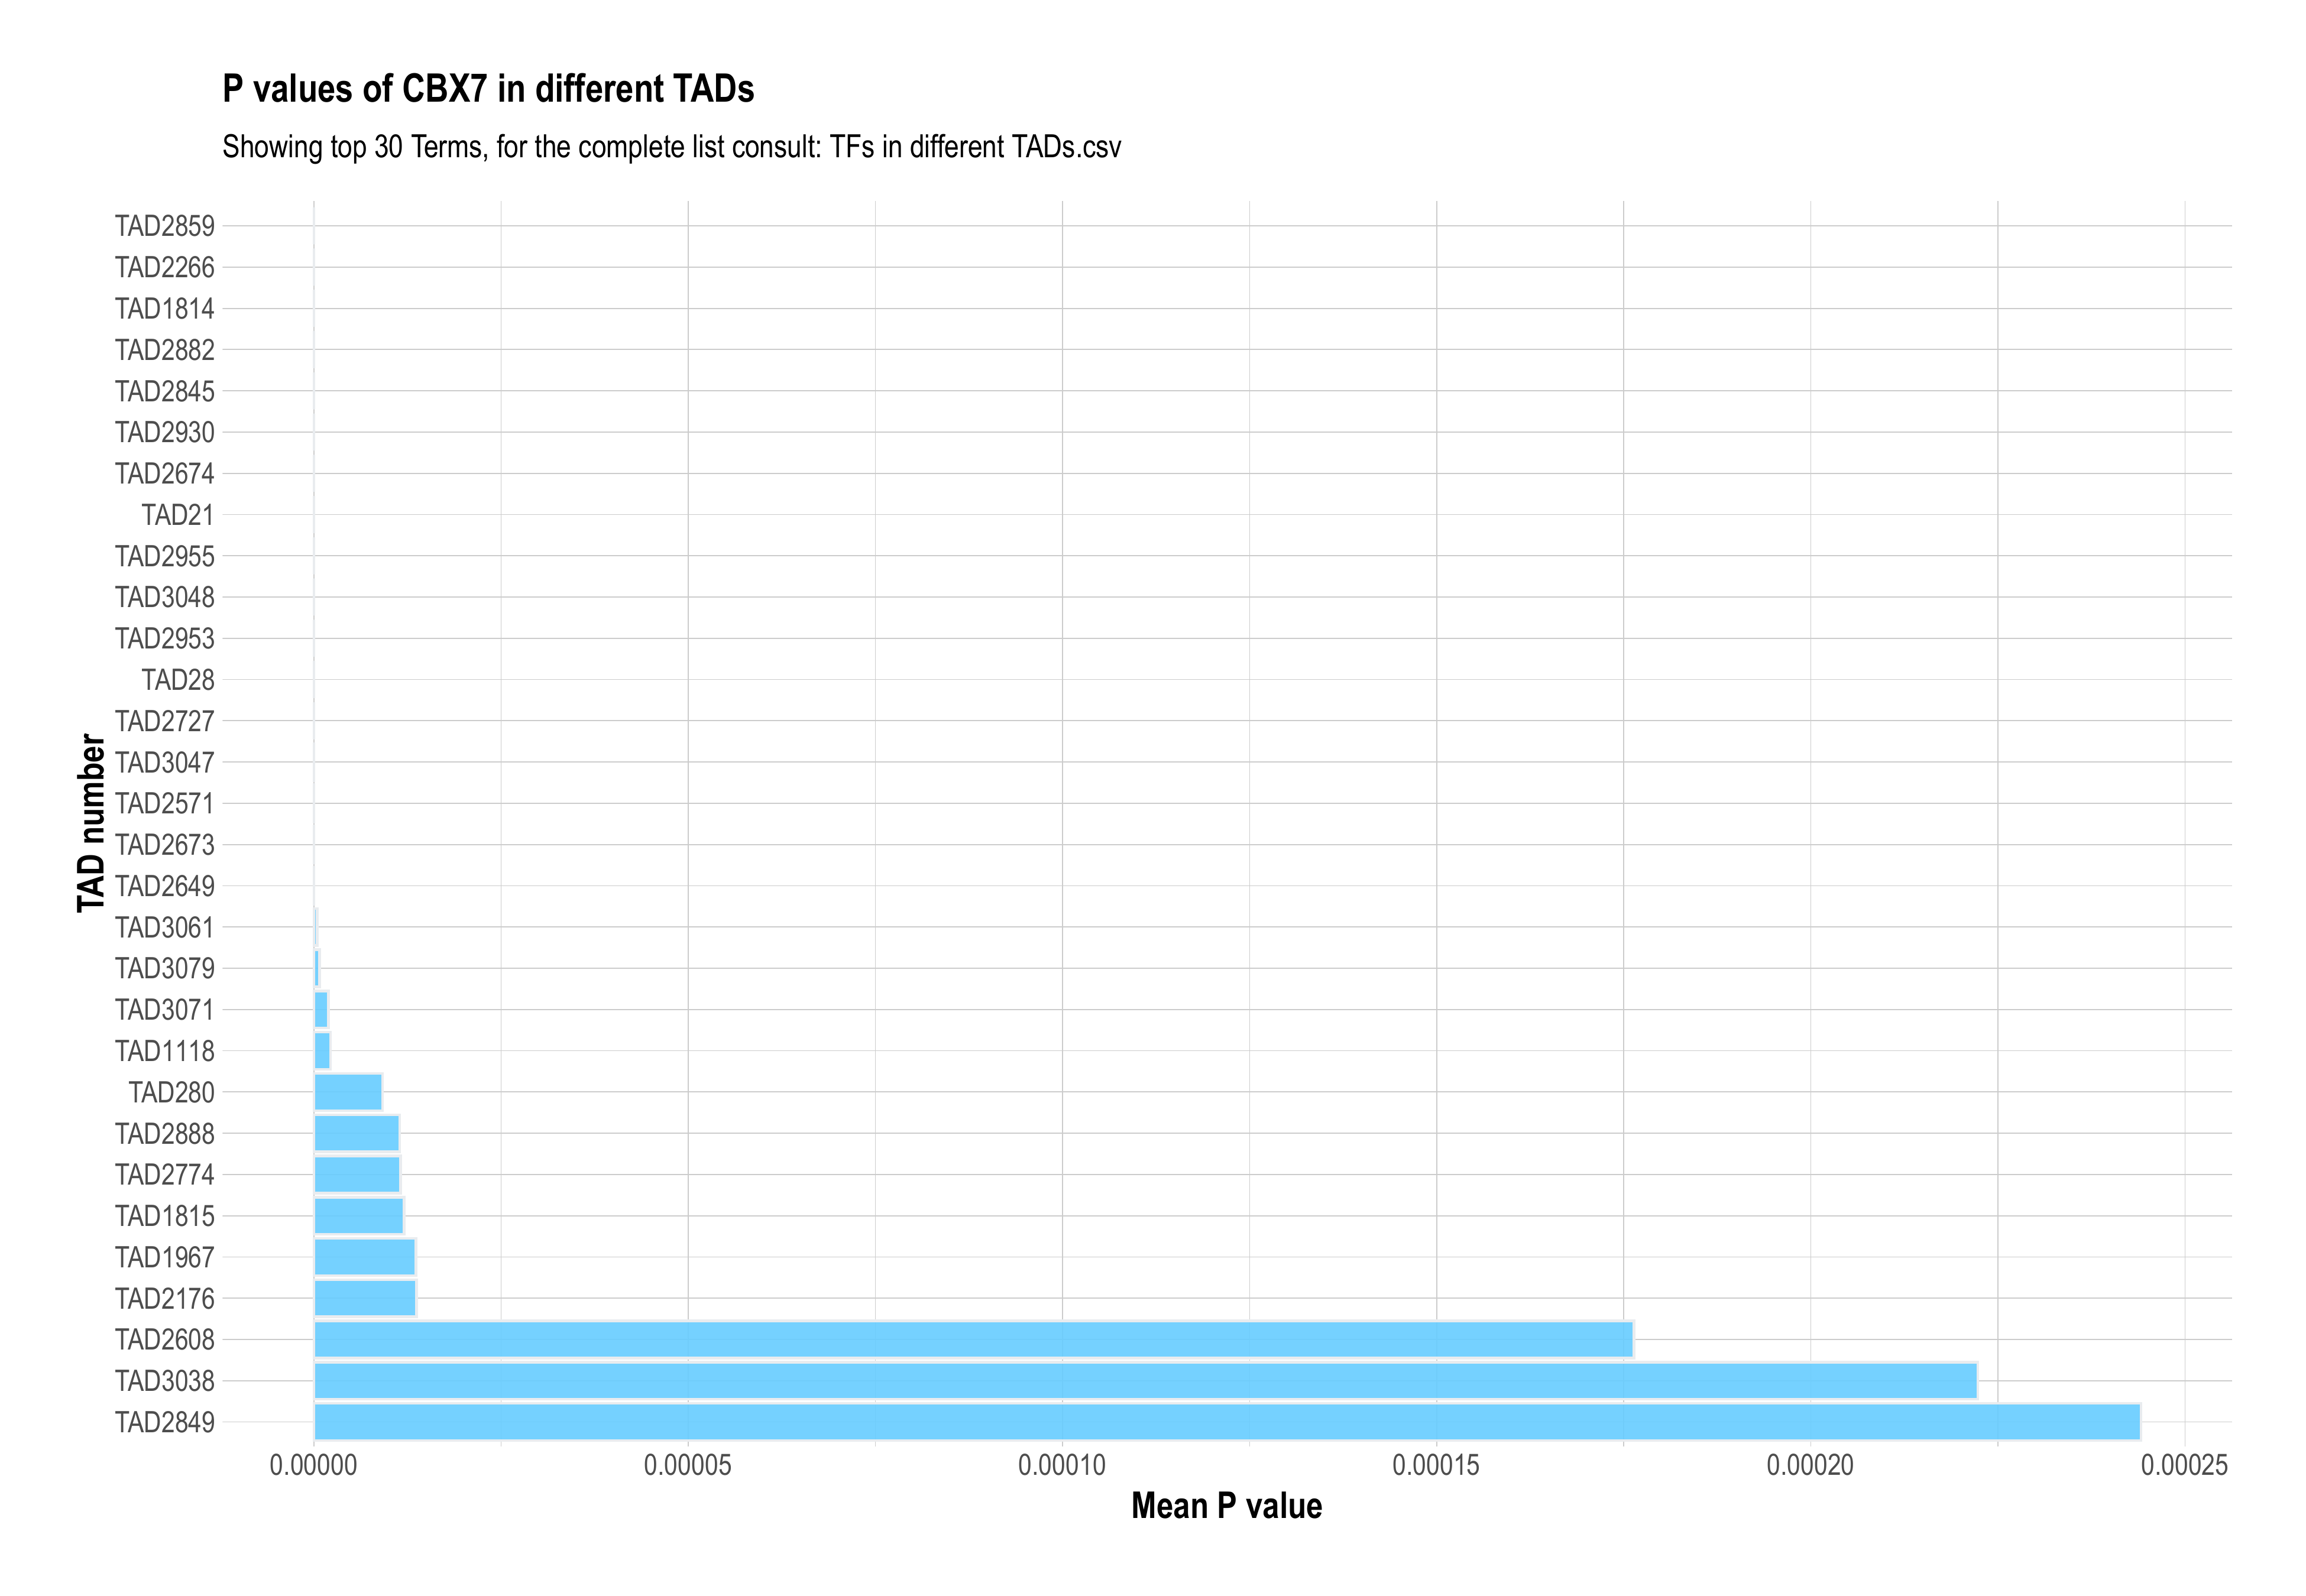 P values of CBX7 in different TADs
Showing top 30 Terms, for the complete list consult: TFs in different TADs.csv
TAD number
TAD2859
TAD2266
TAD1814
TAD2882
TAD2845
TAD2930
TAD2674
TAD21
TAD2955
TAD3048
TAD2953
TAD28
TAD2727
TAD3047
TAD2571
TAD2673
TAD2649
TAD3061
TAD3079
TAD3071
TAD1118
TAD280
TAD2888
TAD2774
TAD1815
TAD1967
TAD2176
TAD2608
TAD3038
TAD2849
0.00000 0.00005 0.00010 0.00015 0.00020 0.00025
Mean P value